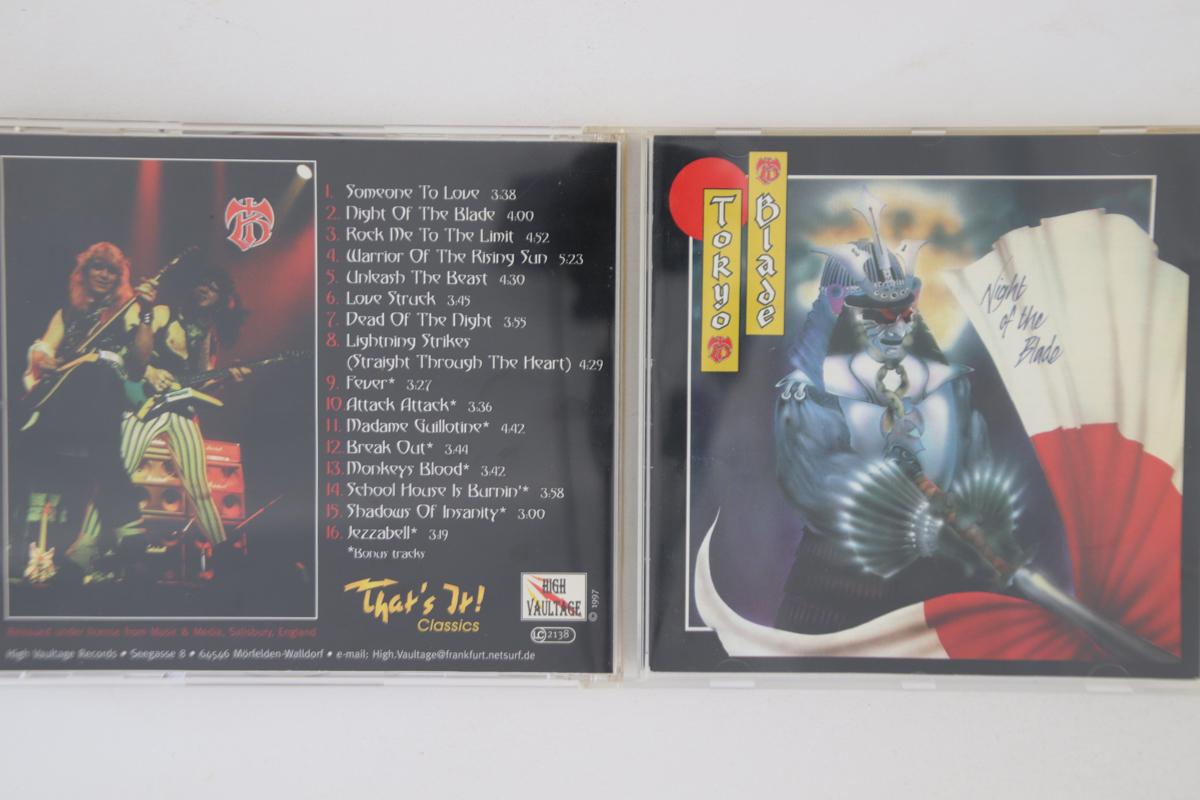 1. Someone To Love 3:38
2. Night Of The Blade 4:00
3. Rock Me To The Limit 4:52
4. Warrior Of The Rising Sun 5:23
5. Unleash The Beast 4:30
6. Love Struck 3:45
7. Dead Of The Night 3:55
8. Lightning Strikes
(Straight Through The Heart) 4:29
9. Fever* 3:27
10. Attack Attack* 3:36
11. Madame Guillotine* 4:42
12. Break Out* 3:44
13. Monkeys Blood* 3:42
14. School House Is Burnin'* 3:58
15. Shadows Of Insanity* 3:00
16. Jezzabell* 3:19
*Bonus tracks
That's It!
Classics
HIGH
VAULTAGE
© 1997
LC 2138
Reissued under license from Music & Media, Salisbury, England
High Vaultage Records • Seegasse 8 • 64546 Mörfelden-Walldorf • e-mail: High.Vaultage@frankfurt.netsurf.de
Tokyo
Blade
Night
of the
Blade